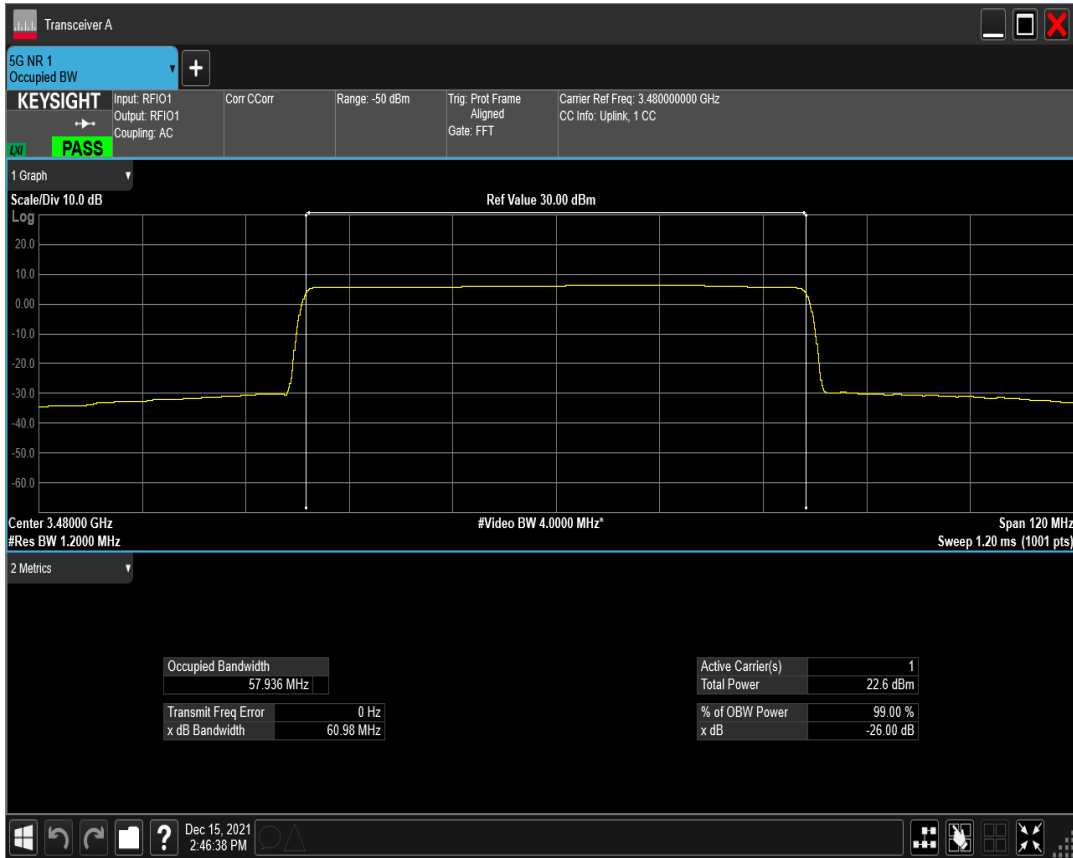 Transceiver A
5G NR 1
Occupied BW
KEYSIGHT
LXI
PASS
Input: RFIO1
Output: RFIO1
Coupling: AC
Corr CCorr
Range: -50 dBm
Trig: Prot Frame
Aligned
Gate: FFT
Carrier Ref Freq: 3.480000000 GHz
CC Info: Uplink, 1 CC
1 Graph
Scale/Div 10.0 dB
Ref Value 30.00 dBm
Log
20.0
10.0
0.00
-10.0
-20.0
-30.0
-40.0
-50.0
-60.0
Center 3.48000 GHz
#Video BW 4.0000 MHz*
Span 120 MHz
#Res BW 1.2000 MHz
Sweep 1.20 ms (1001 pts)
2 Metrics
Occupied Bandwidth
57.936 MHz
Transmit Freq Error 0 Hz
x dB Bandwidth 60.98 MHz
Active Carrier(s) 1
Total Power 22.6 dBm
% of OBW Power 99.00 %
x dB -26.00 dB
?
Dec 15, 2021
2:46:38 PM